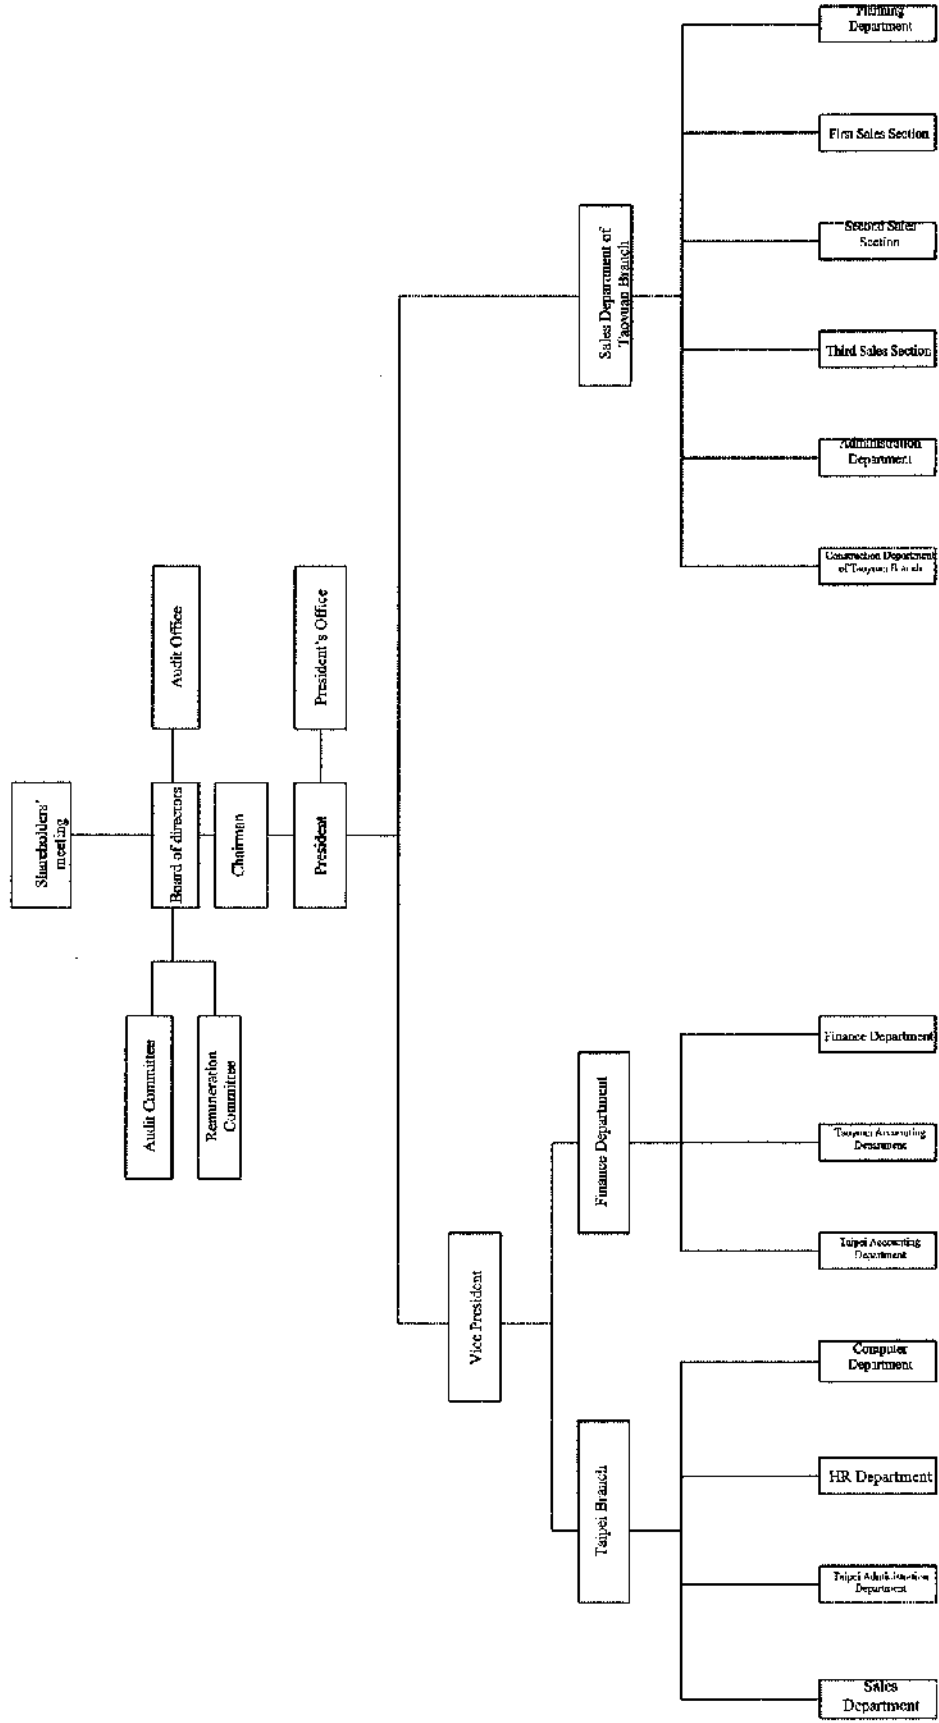 Shareholders'
meeting
Board of directors
Audit Office
Audit Committee
Remuneration
Committee
Chairman
President
President's Office
Vice President
Sales Department of
Taoyuan Branch
Taipei Branch
Finance Department
Sales
Department
Taipei Administration
Department
HR Department
Computer
Department
Taipei Accounting
Department
Taoyuan Accounting
Department
Finance Department
Construction Department
of Taoyuan Branch
Administration
Department
Third Sales Section
Second Sales
Section
First Sales Section
Planning
Department